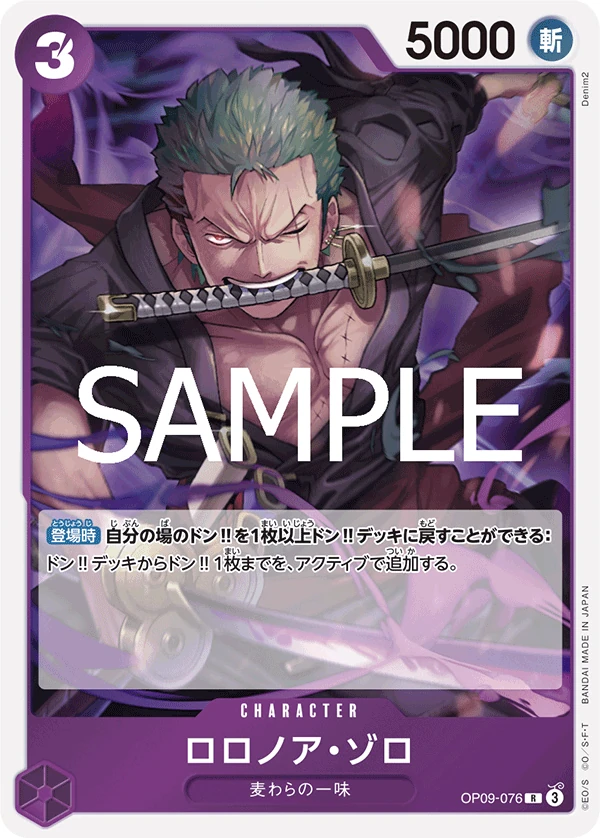 3
5000
斬
Denim2
SAMPLE
登場時 自分の場のドン!!を1枚以上ドン!!デッキに戻すことができる:
ドン!!デッキからドン!!1枚までを、アクティブで追加する。
CHARACTER
ロロノア・ゾロ
麦わらの一味
OP09-076 R 3
©E.O/S ©O/S・F・T BANDAI MADE IN JAPAN